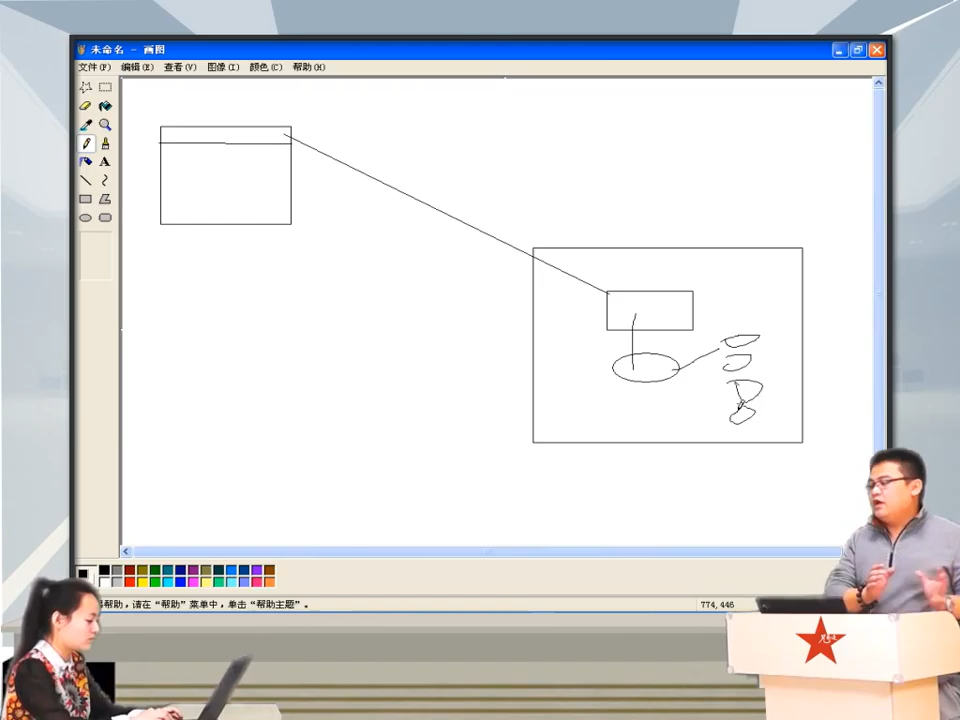 未命名 - 画图
文件(F) 编辑(E) 查看(V) 图像(I) 颜色(C) 帮助(H)
A
帮助，请在“帮助”菜单中，单击“帮助主题”。
774,446